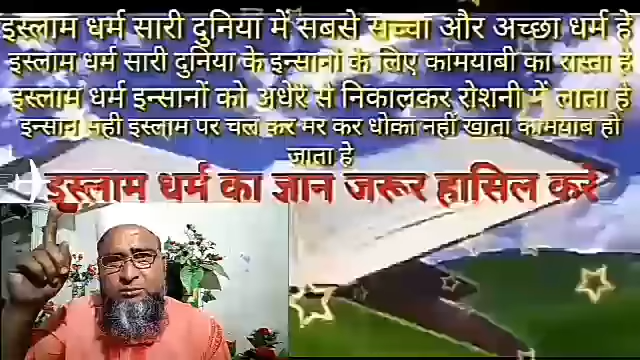 इस्लाम धर्म सारी दुनिया में सबसे सच्चा और अच्छा धर्म है
इस्लाम धर्म सारी दुनिया के इन्सानों के लिए कामयाबी का रास्ता है
इस्लाम धर्म इन्सानों को अंधेरे से निकालकर रोशनी में लाता है
इन्सान सही इस्लाम पर चल कर मर कर धोका नहीं खाता कामयाब हो
जाता है
इस्लाम धर्म का ज्ञान जरूर हासिल करें